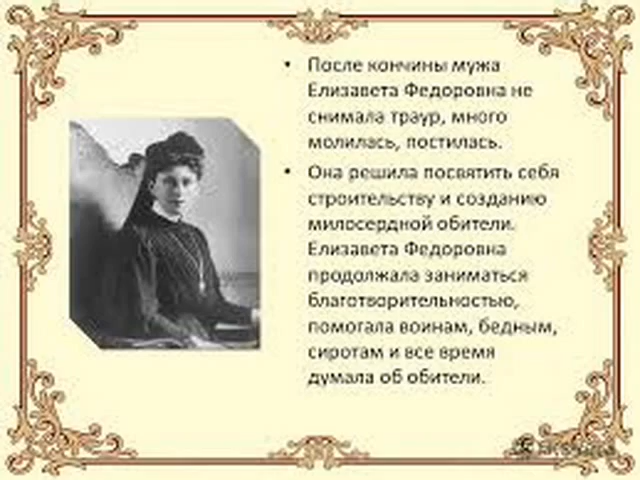 • После кончины мужа
Елизавета Федоровна не
снимала траур, много
молилась, постилась.
• Она решила посвятить себя
строительству и созданию
милосердной обители.
Елизавета Федоровна
продолжала заниматься
благотворительностью,
помогала воинам, бедным,
сиротам и все время
думала об обители.